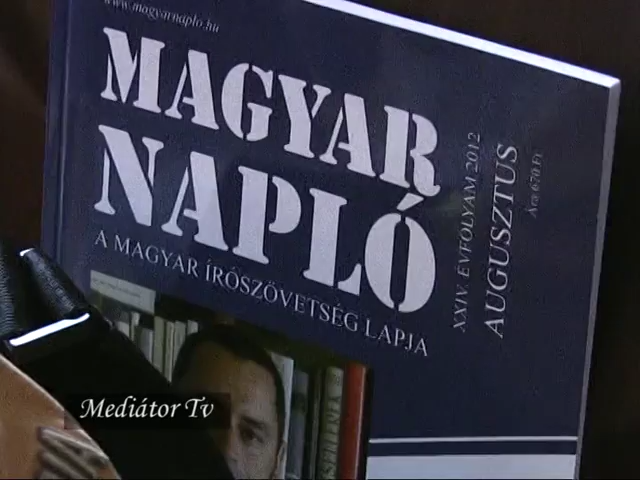 www.magyarnaplo.hu
MAGYAR
NAPLÓ
A MAGYAR ÍRÓSZÖVETSÉG LAPJA
XXIV. ÉVFOLYAM 2012
AUGUSZTUS
Ára 670 Ft
Mediátor Tv